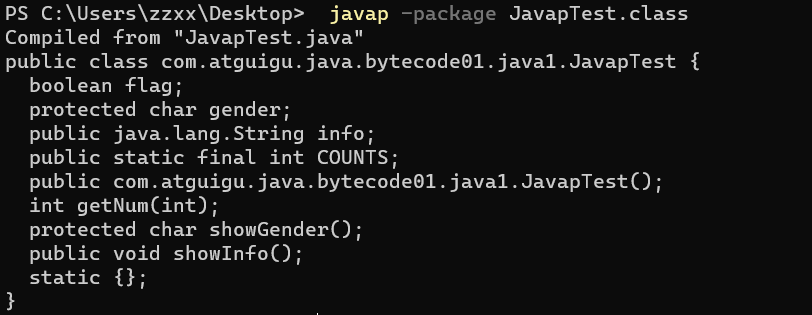 PS C:\Users\zzxx\Desktop>  javap -package JavapTest.class
Compiled from "JavapTest.java"
public class com.atguigu.java.bytecode01.java1.JavapTest {
  boolean flag;
  protected char gender;
  public java.lang.String info;
  public static final int COUNTS;
  public com.atguigu.java.bytecode01.java1.JavapTest();
  int getNum(int);
  protected char showGender();
  public void showInfo();
  static {};
}